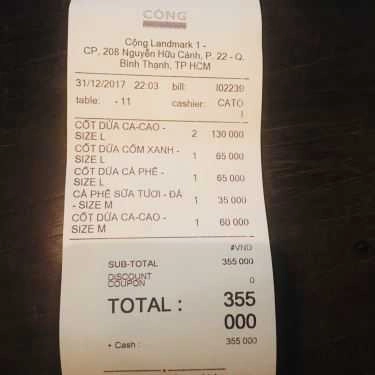 CỘNG
Cộng Landmark 1 -
CP, 208 Nguyễn Hữu Cảnh, P. 22 - Q.
Bình Thạnh, TP HCM
31/12/2017 22:03 bill: I02239
table: - 11 cashier: CATO
I
CỐT DỪA CA-CAO - 2 130 000
SIZE L
CỐT DỪA CỐM XANH - 1 65 000
SIZE L
CỐT DỪA CÀ PHÊ - 1 65 000
SIZE L
CÀ PHÊ SỮA TƯƠI - ĐÁ 1 35 000
- SIZE M
CỐT DỪA CA-CAO - 1 60 000
SIZE M
#VND
SUB-TOTAL 355 000
DISCOUNT 0
COUPON
TOTAL : 355
000
• Cash : 355 000